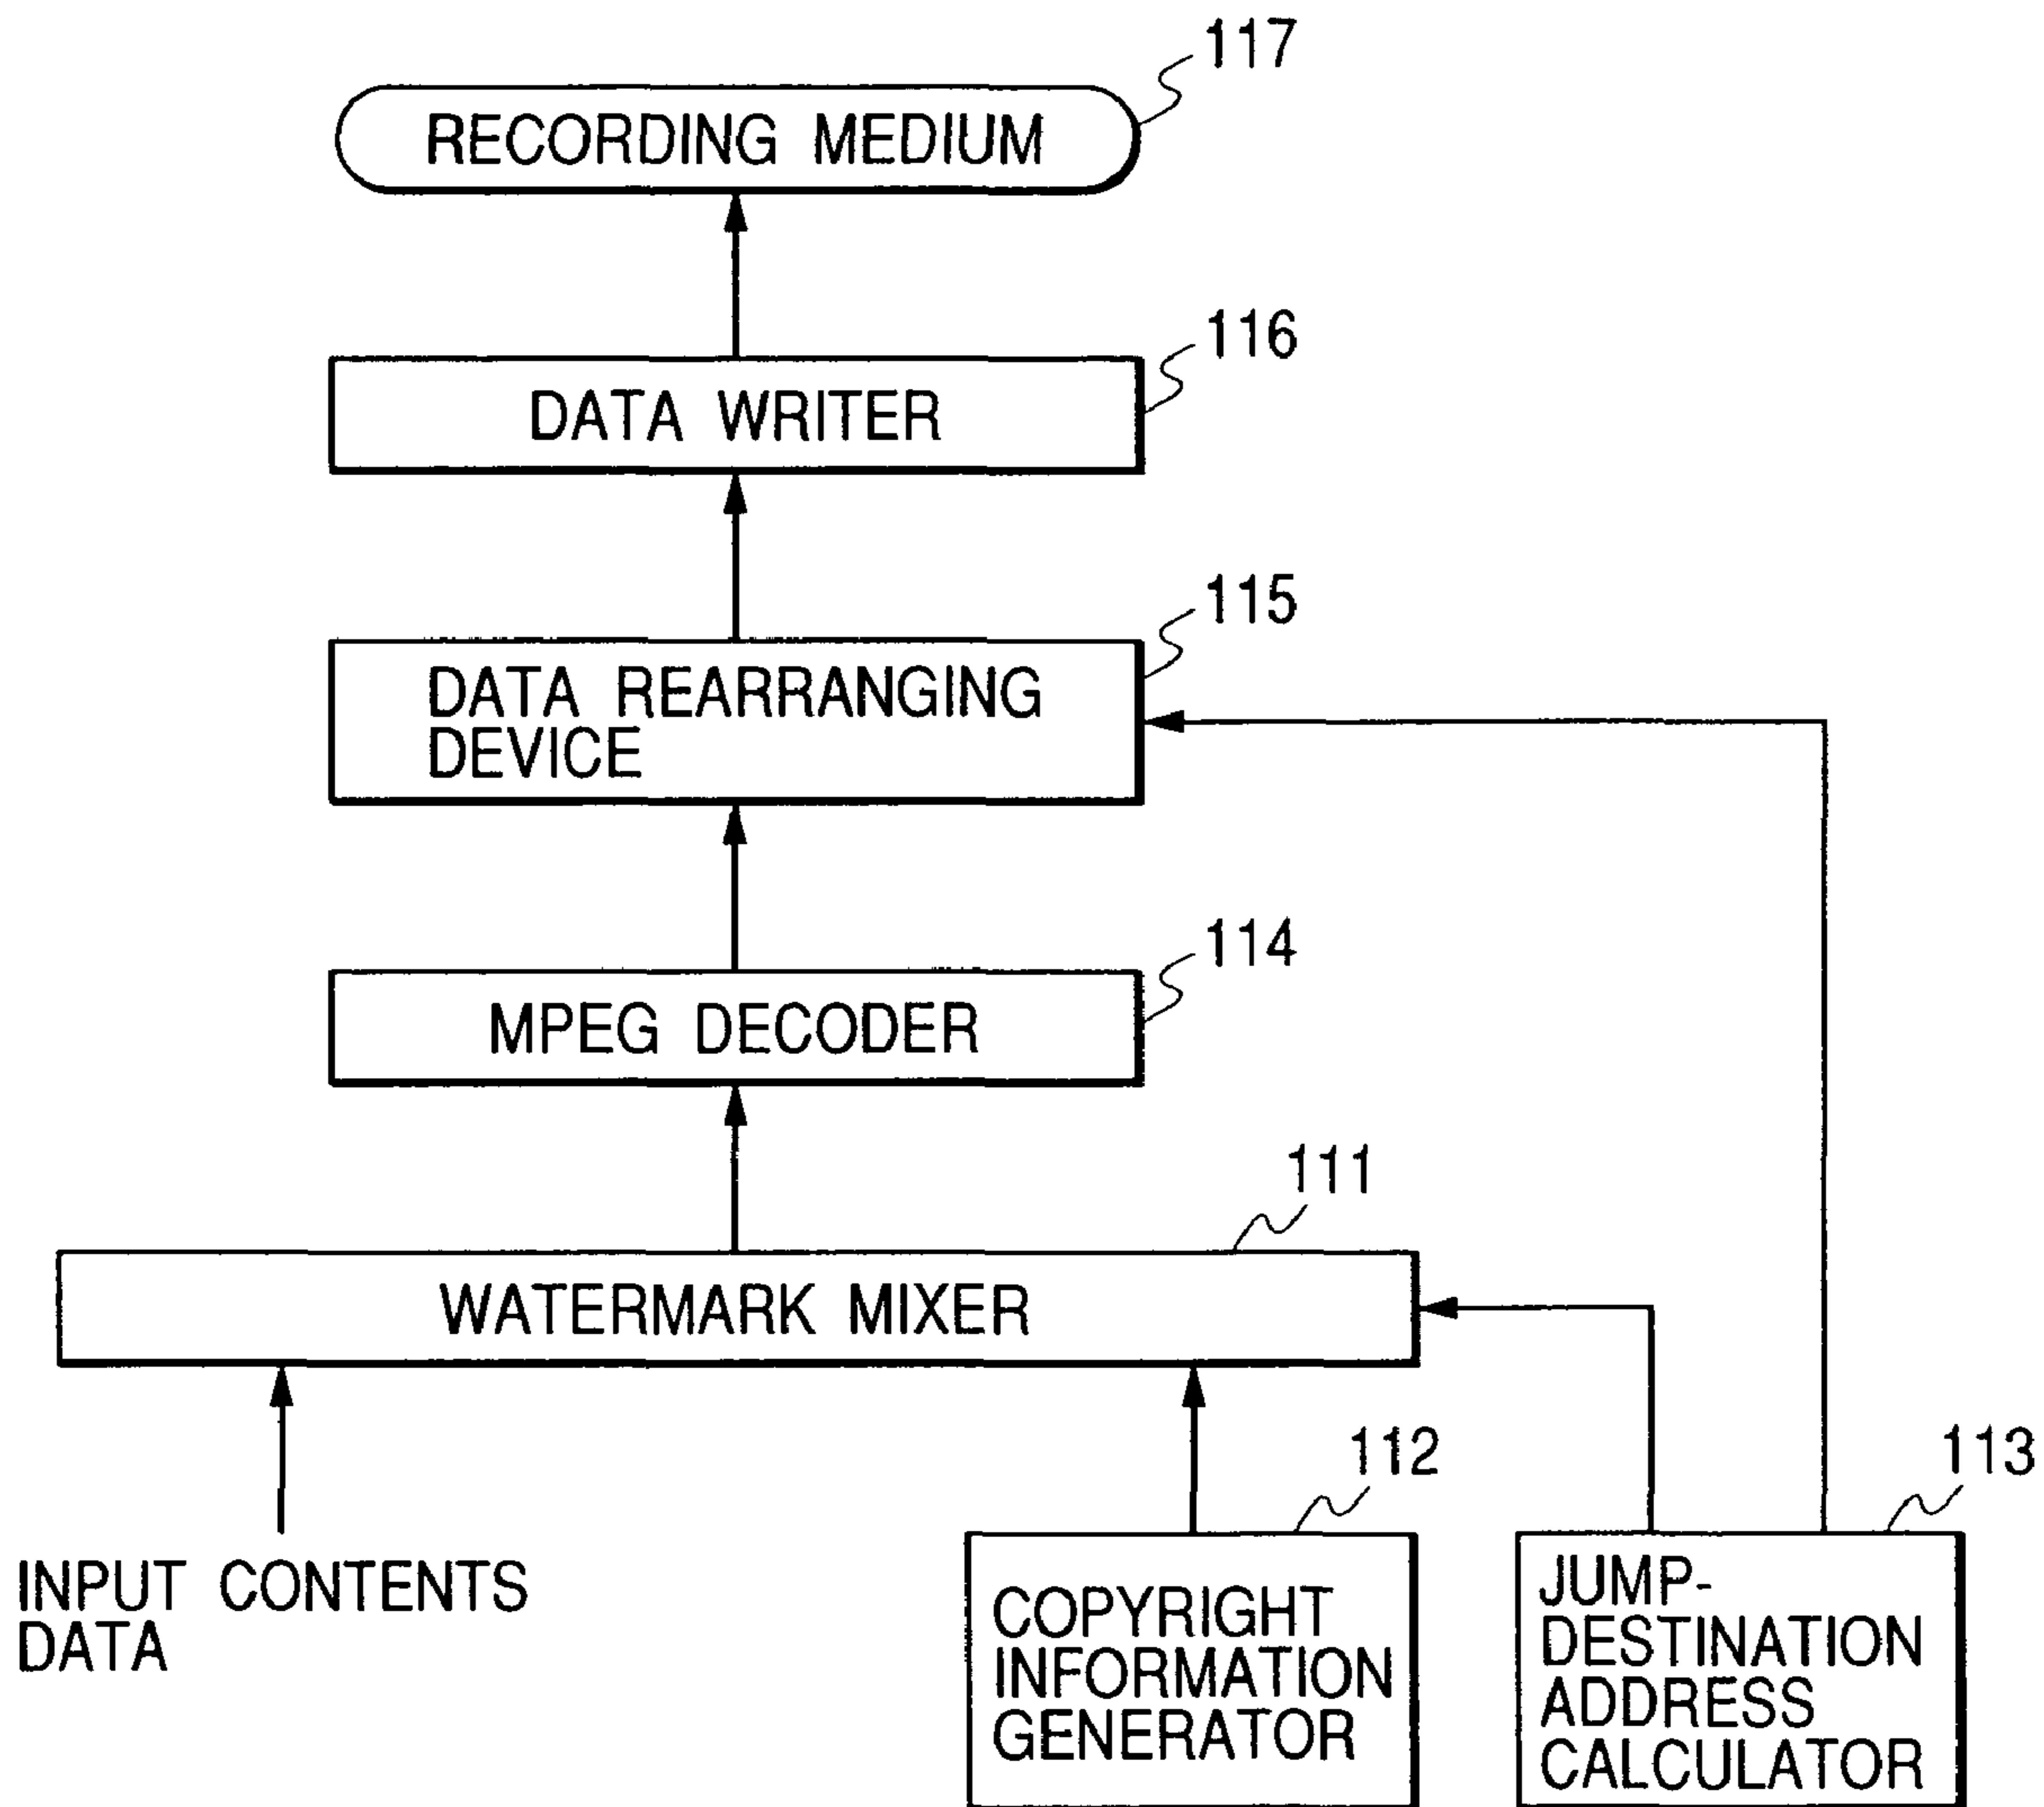 117
RECORDING MEDIUM
116
DATA WRITER
115
DATA REARRANGING
DEVICE
114
MPEG DECODER
111
WATERMARK MIXER
112
113
INPUT CONTENTS
DATA
COPYRIGHT
INFORMATION
GENERATOR
JUMP-
DESTINATION
ADDRESS
CALCULATOR